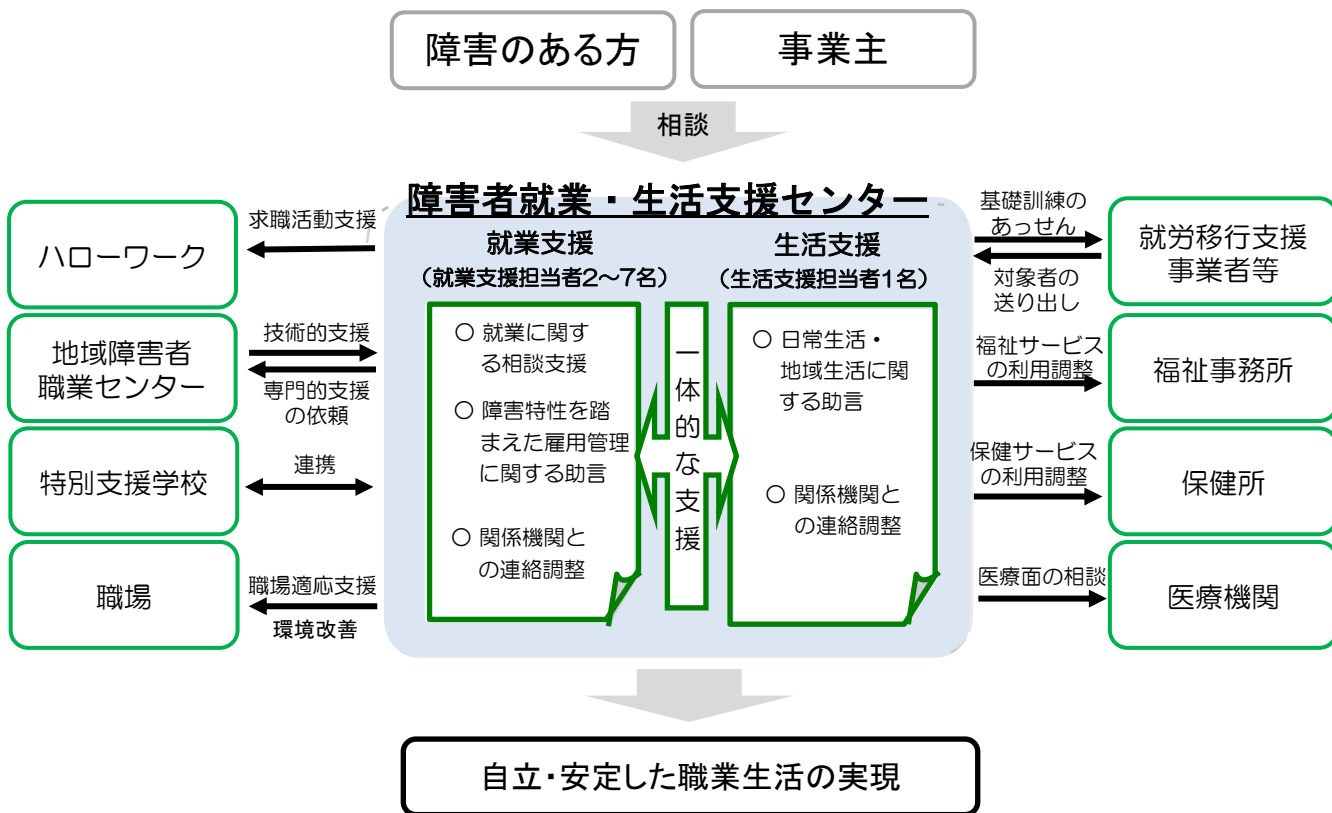 障害のある方
事業主
相談
障害者就業・生活支援センター
ハローワーク
求職活動支援
地域障害者
職業センター
技術的支援
専門的支援
の依頼
特別支援学校
連携
職場
職場適応支援
環境改善
就業支援
(就業支援担当者2～7名)
○ 就業に関す
る相談支援
○ 障害特性を踏
まえた雇用管理
に関する助言
○ 関係機関と
の連絡調整
一体的な支援
生活支援
(生活支援担当者1名)
○ 日常生活・
地域生活に関
する助言
○ 関係機関と
の連絡調整
基礎訓練の
あっせん
対象者の
送り出し
就労移行支援
事業者等
福祉サービス
の利用調整
福祉事務所
保健サービス
の利用調整
保健所
医療面の相談
医療機関
自立・安定した職業生活の実現